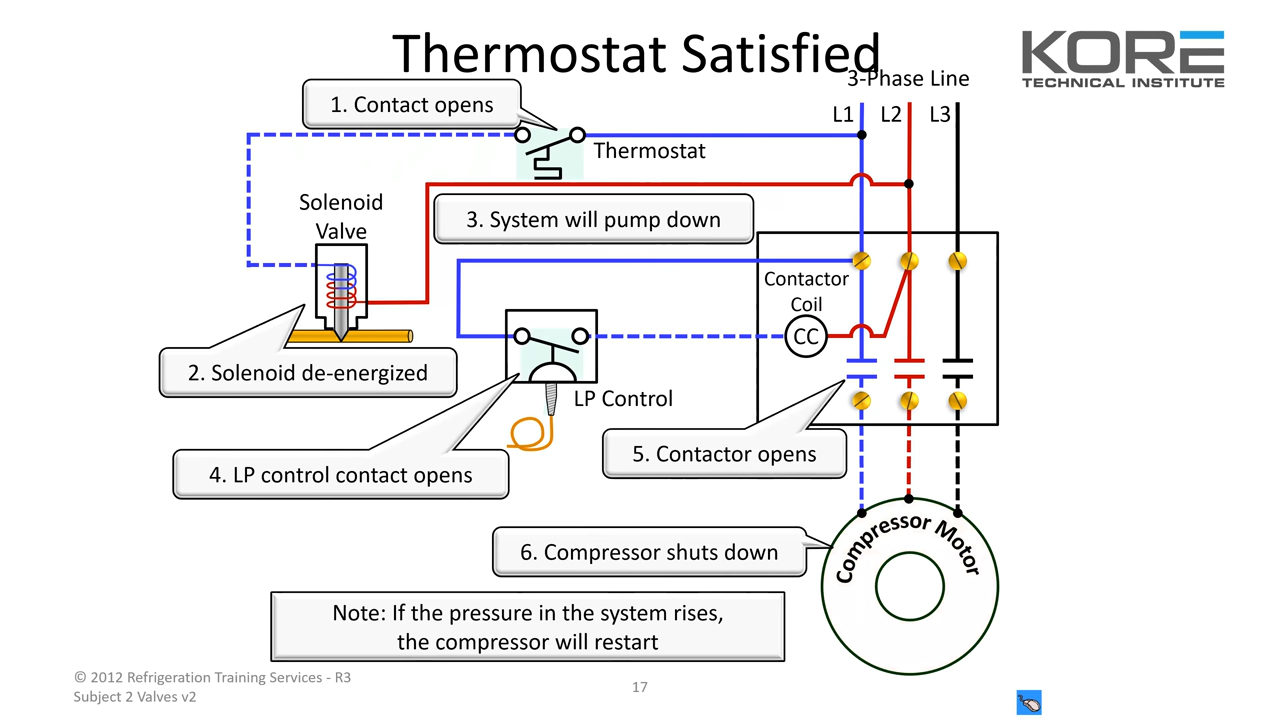 Thermostat Satisfied
KORE
TECHNICAL INSTITUTE
3-Phase Line
L1
L2
L3
1. Contact opens
Thermostat
Solenoid
Valve
3. System will pump down
Contactor
Coil
CC
2. Solenoid de-energized
LP Control
4. LP control contact opens
5. Contactor opens
6. Compressor shuts down
Compressor Motor
Note: If the pressure in the system rises,
the compressor will restart
© 2012 Refrigeration Training Services - R3
Subject 2 Valves v2
17